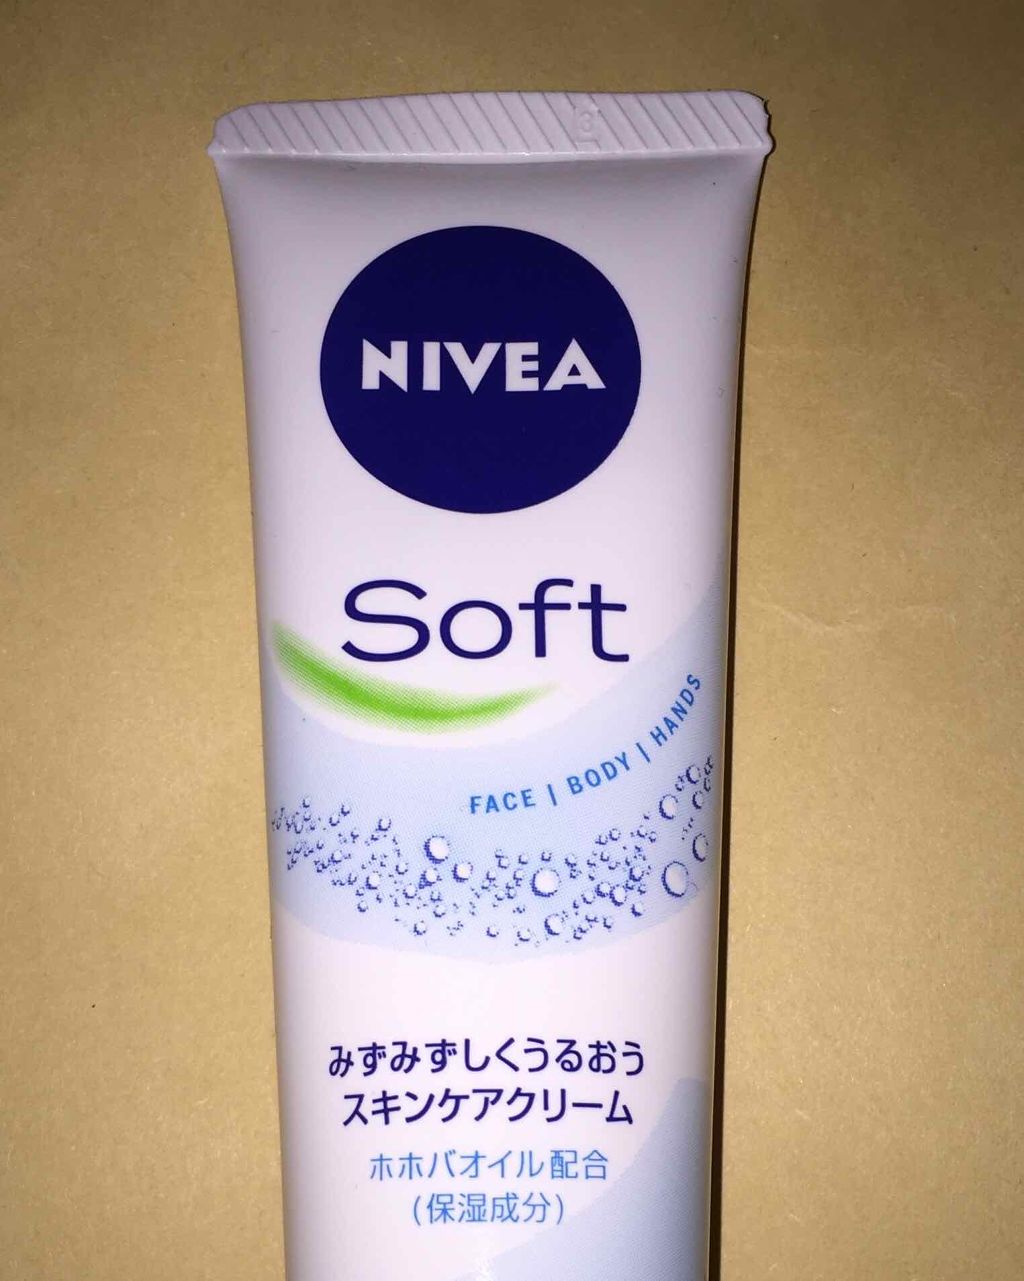 NIVEA
Soft
FACE | BODY | HANDS
みずみずしくうるおう
スキンケアクリーム
ホホバオイル配合
(保湿成分)